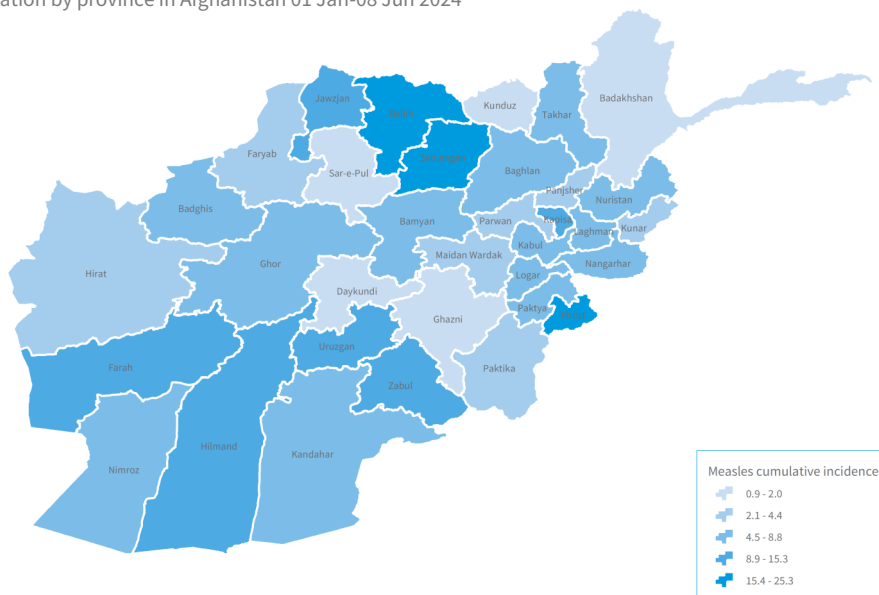 ation by province in Afghanistan 01 Jan-08 Jun 2024
Jawzjan
Balkh
Kunduz
Badakhshan
Takhar
Faryab
Samangan
Sar-e-Pul
Baghlan
Panjsher
Nuristan
Badghis
Bamyan
Parwan
Kapisa
Laghman
Kunar
Kabul
Maidan Wardak
Nangarhar
Ghor
Hirat
Logar
Daykundi
Paktya
Khost
Ghazni
Uruzgan
Farah
Paktika
Zabul
Hilmand
Kandahar
Nimroz
Measles cumulative incidence
0.9 - 2.0
2.1 - 4.4
4.5 - 8.8
8.9 - 15.3
15.4 - 25.3